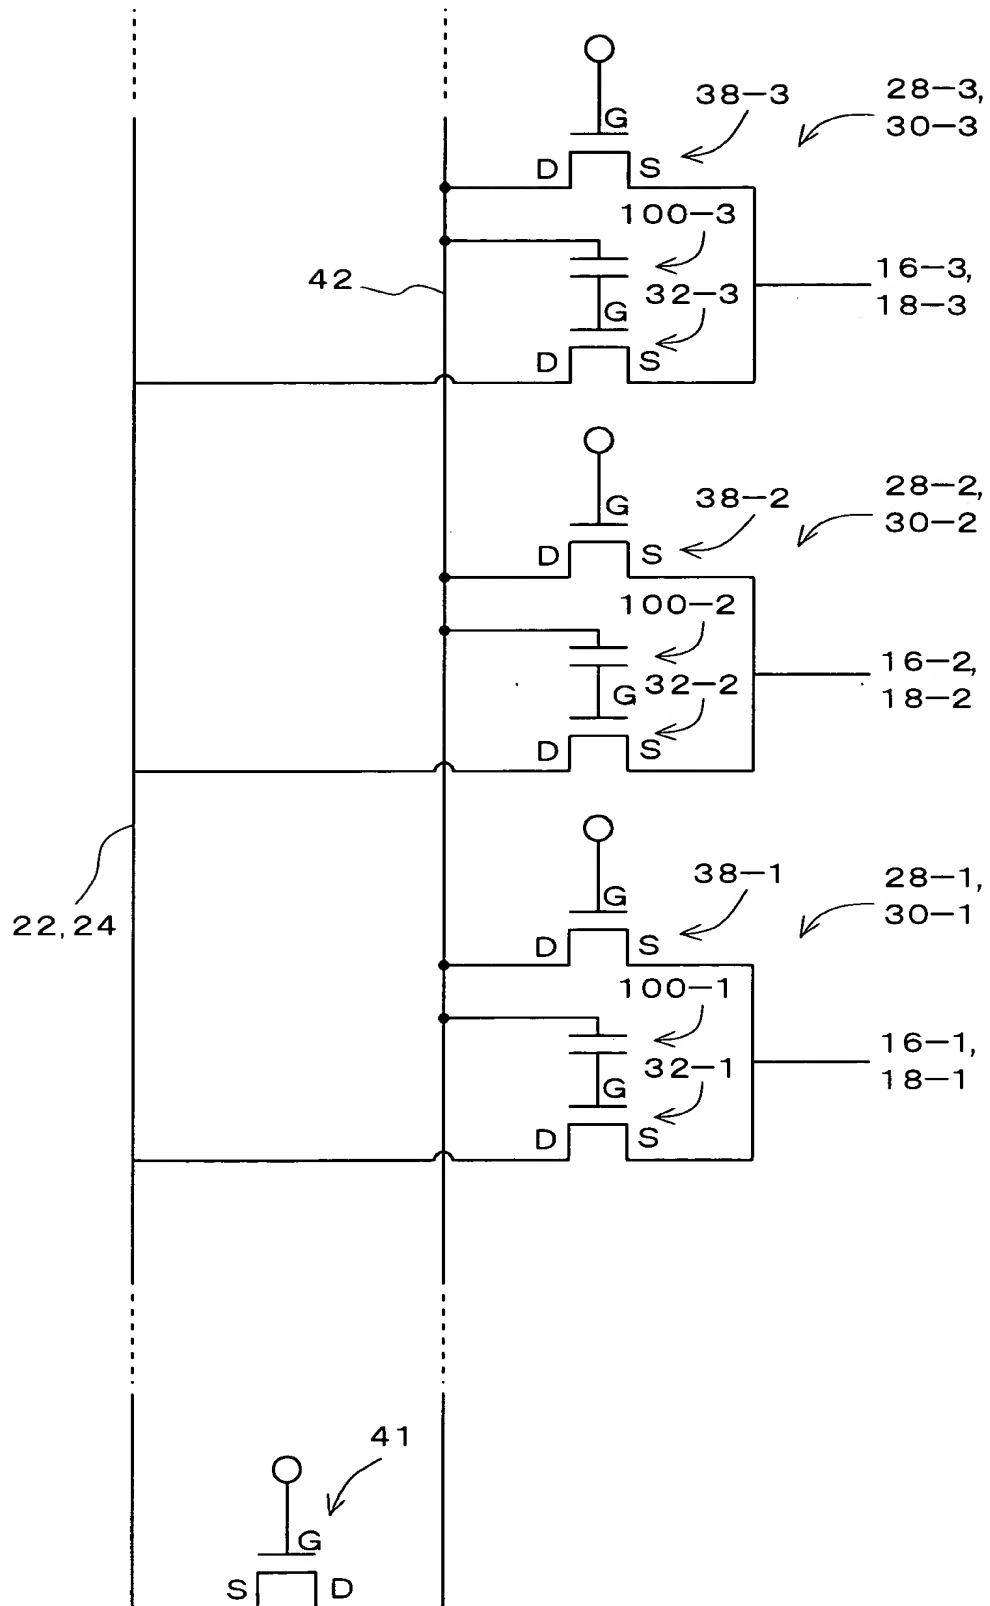 G
38-3
28-3,
30-3
D
S
100-3
42
32-3
16-3,
18-3
G
D
S
G
38-2
28-2,
30-2
D
S
100-2
32-2
16-2,
18-2
G
D
S
22,24
G
38-1
28-1,
30-1
D
S
100-1
32-1
16-1,
18-1
G
D
S
41
G
S
D